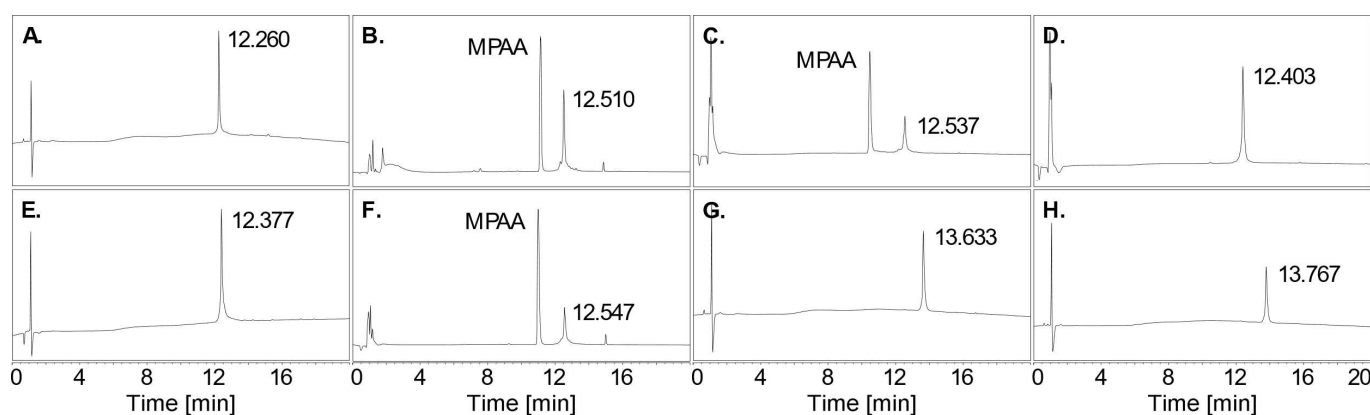 A. 12.260
B. MPAA 12.510
C. MPAA 12.537
D. 12.403
E. 12.377
F. MPAA 12.547
G. 13.633
H. 13.767
0 4 8 12 16
0 4 8 12 16
0 4 8 12 16
0 4 8 12 16 20
Time [min]
Time [min]
Time [min]
Time [min]